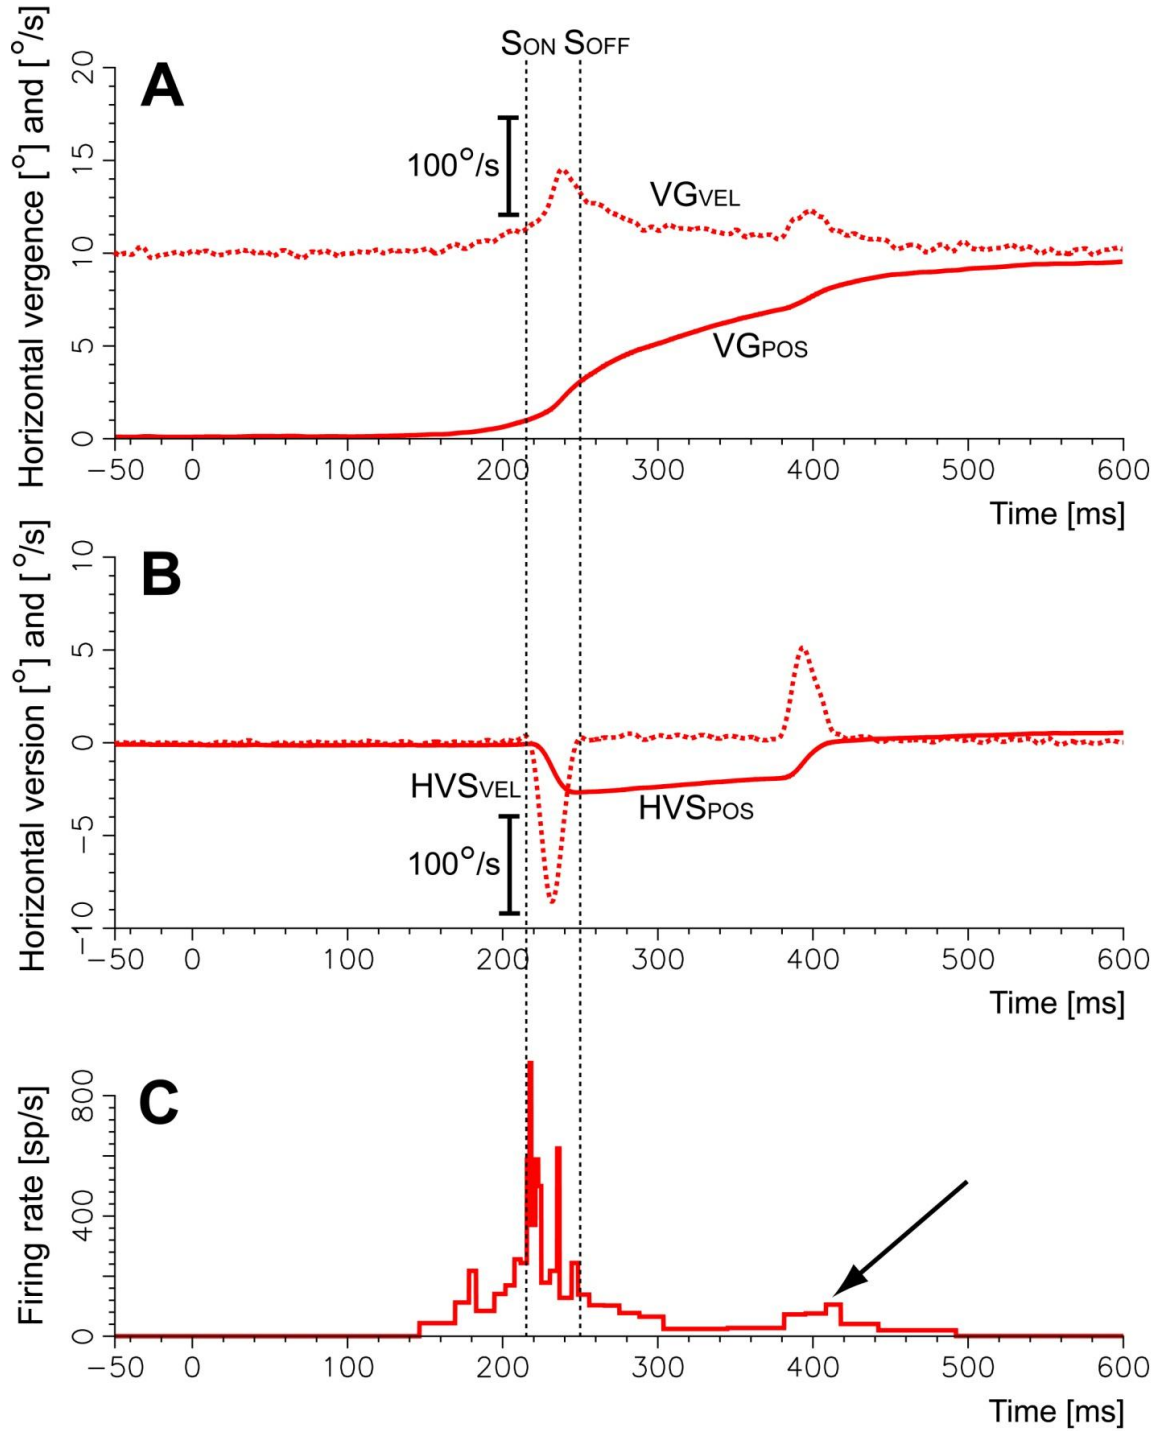 SON SOFF
A
Horizontal vergence [°] and [°/s]
20
15
10
5
0
100°/s
VGVEL
VGPOS
−50 0 100 200 300 400 500 600
Time [ms]
B
Horizontal version [°] and [°/s]
10
5
0
−5
−10
HVSVEL
HVSPOS
100°/s
−50 0 100 200 300 400 500 600
Time [ms]
C
Firing rate [sp/s]
800
400
0
−50 0 100 200 300 400 500 600
Time [ms]